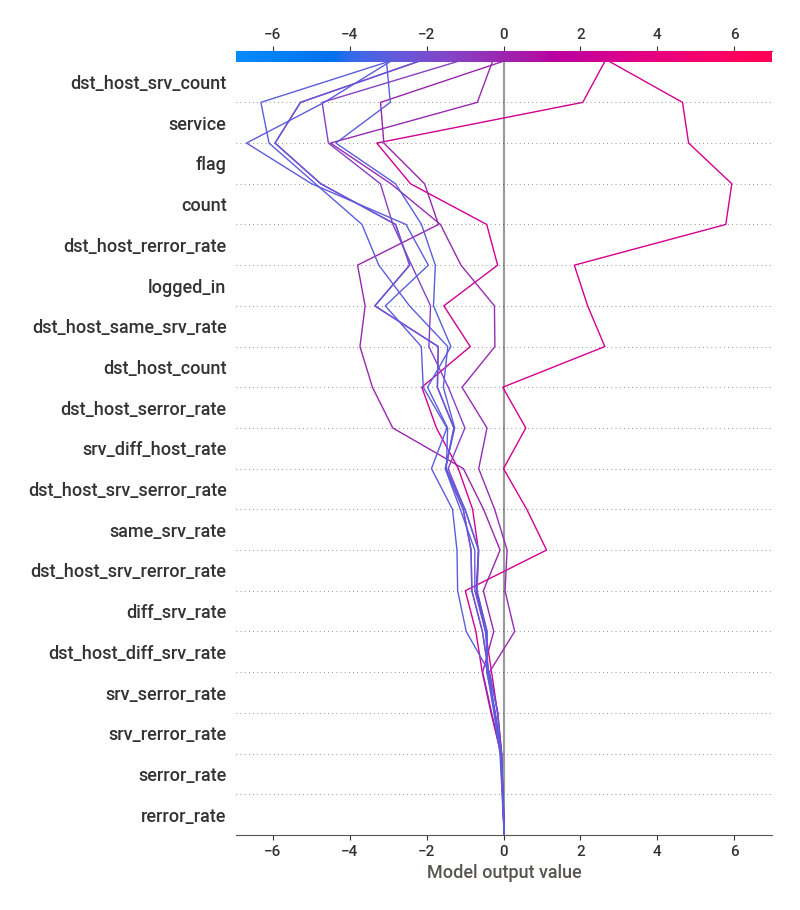 −6 −4 −2 0 2 4 6
dst_host_srv_count
service
flag
count
dst_host_rerror_rate
logged_in
dst_host_same_srv_rate
dst_host_count
dst_host_serror_rate
srv_diff_host_rate
dst_host_srv_serror_rate
same_srv_rate
dst_host_srv_rerror_rate
diff_srv_rate
dst_host_diff_srv_rate
srv_serror_rate
srv_rerror_rate
serror_rate
rerror_rate
−6 −4 −2 0 2 4 6
Model output value